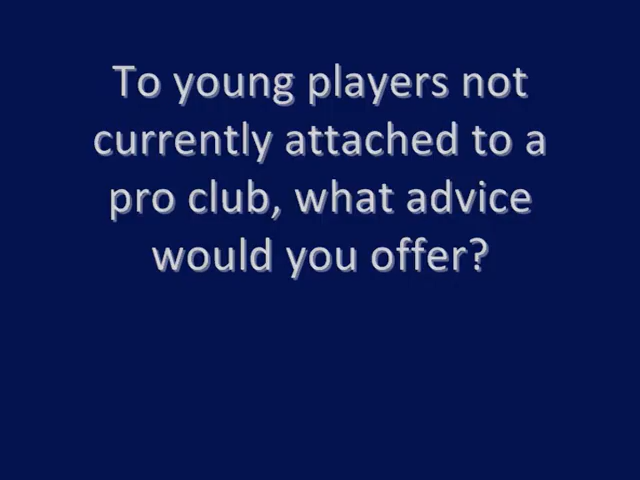 To young players not
currently attached to a
pro club, what advice
would you offer?